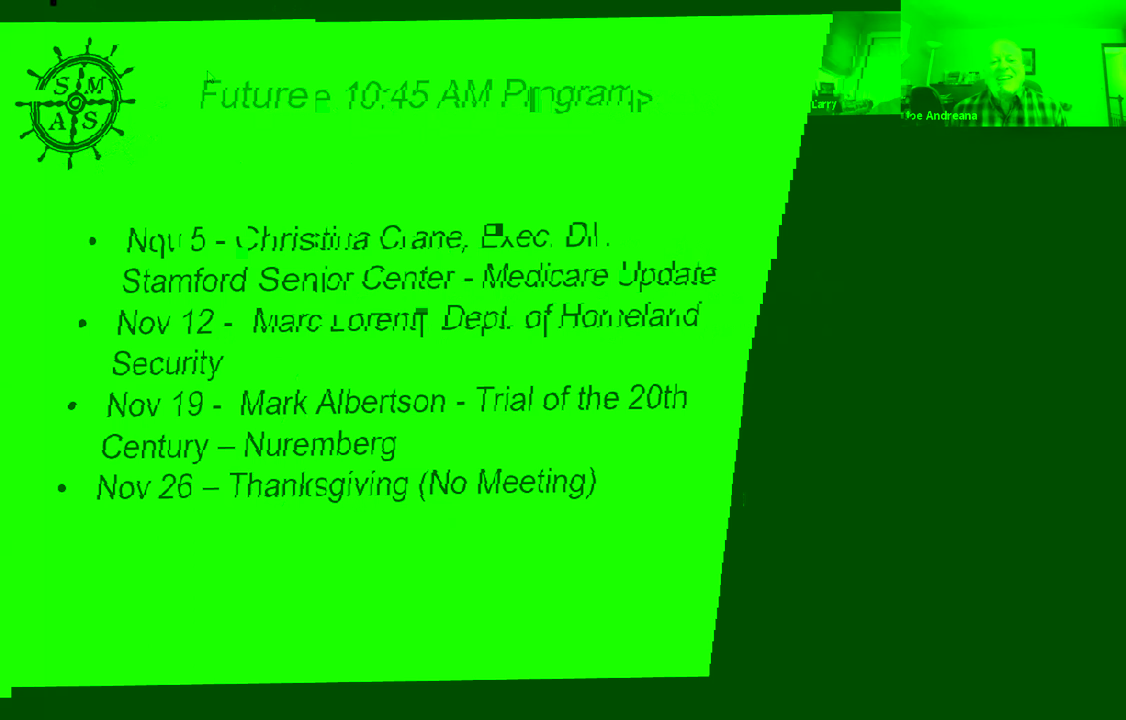 S M
A S
Future 10:45 AM Programs
Larry
Joe Andreana
• Nov 5 - Christina Crane, Exec. Dir.
Stamford Senior Center - Medicare Update
• Nov 12 - Marc Dept. of Homeland
Security
• Nov 19 - Mark Albertson - Trial of the 20th
Century – Nuremberg
• Nov 26 – Thanksgiving (No Meeting)